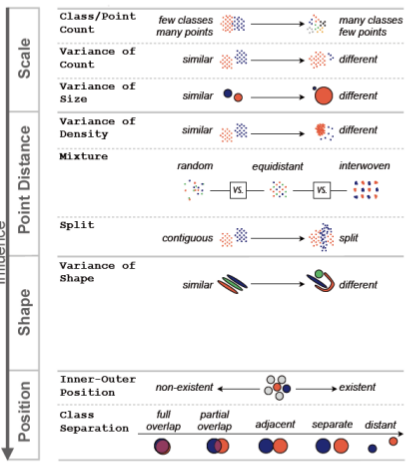 Scale
Class/Point
Count
few classes
many points
many classes
few points
Variance of
Count
similar
different
Variance of
Size
similar
different
Point Distance
Variance of
Density
similar
different
Mixture
random
equidistant
interwoven
vs.
vs.
Split
contiguous
split
Shape
Variance of
Shape
similar
different
Position
Inner-Outer
Position
non-existent
existent
Class
Separation
full
overlap
partial
overlap
adjacent
separate
distant